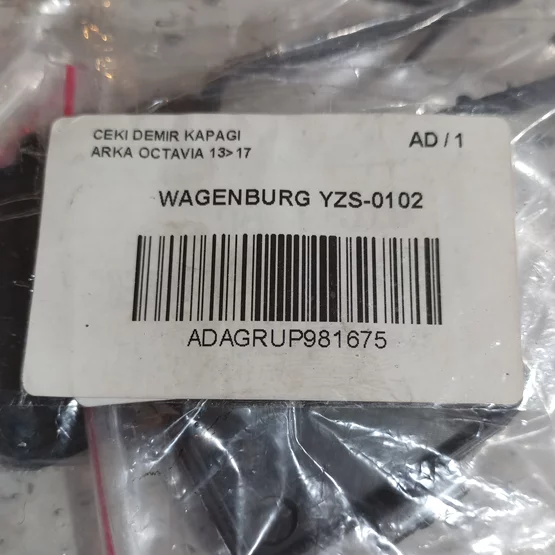 CEKI DEMIR KAPAGI
ARKA OCTAVIA 13>17
AD / 1
WAGENBURG YZS-0102
ADAGRUP981675